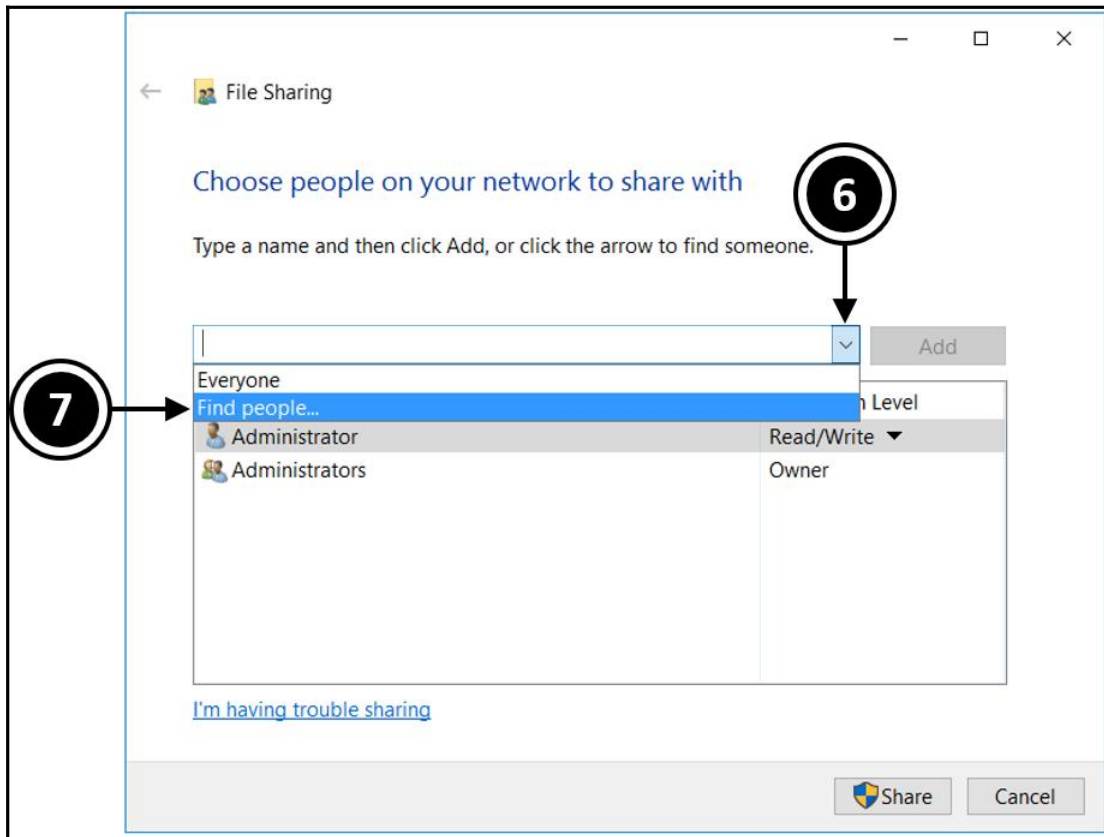 File Sharing
Choose people on your network to share with
6
Type a name and then click Add, or click the arrow to find someone.
Add
Everyone
Level
7
Find people...
Administrator Read/Write
Administrators Owner
I'm having trouble sharing
Share Cancel